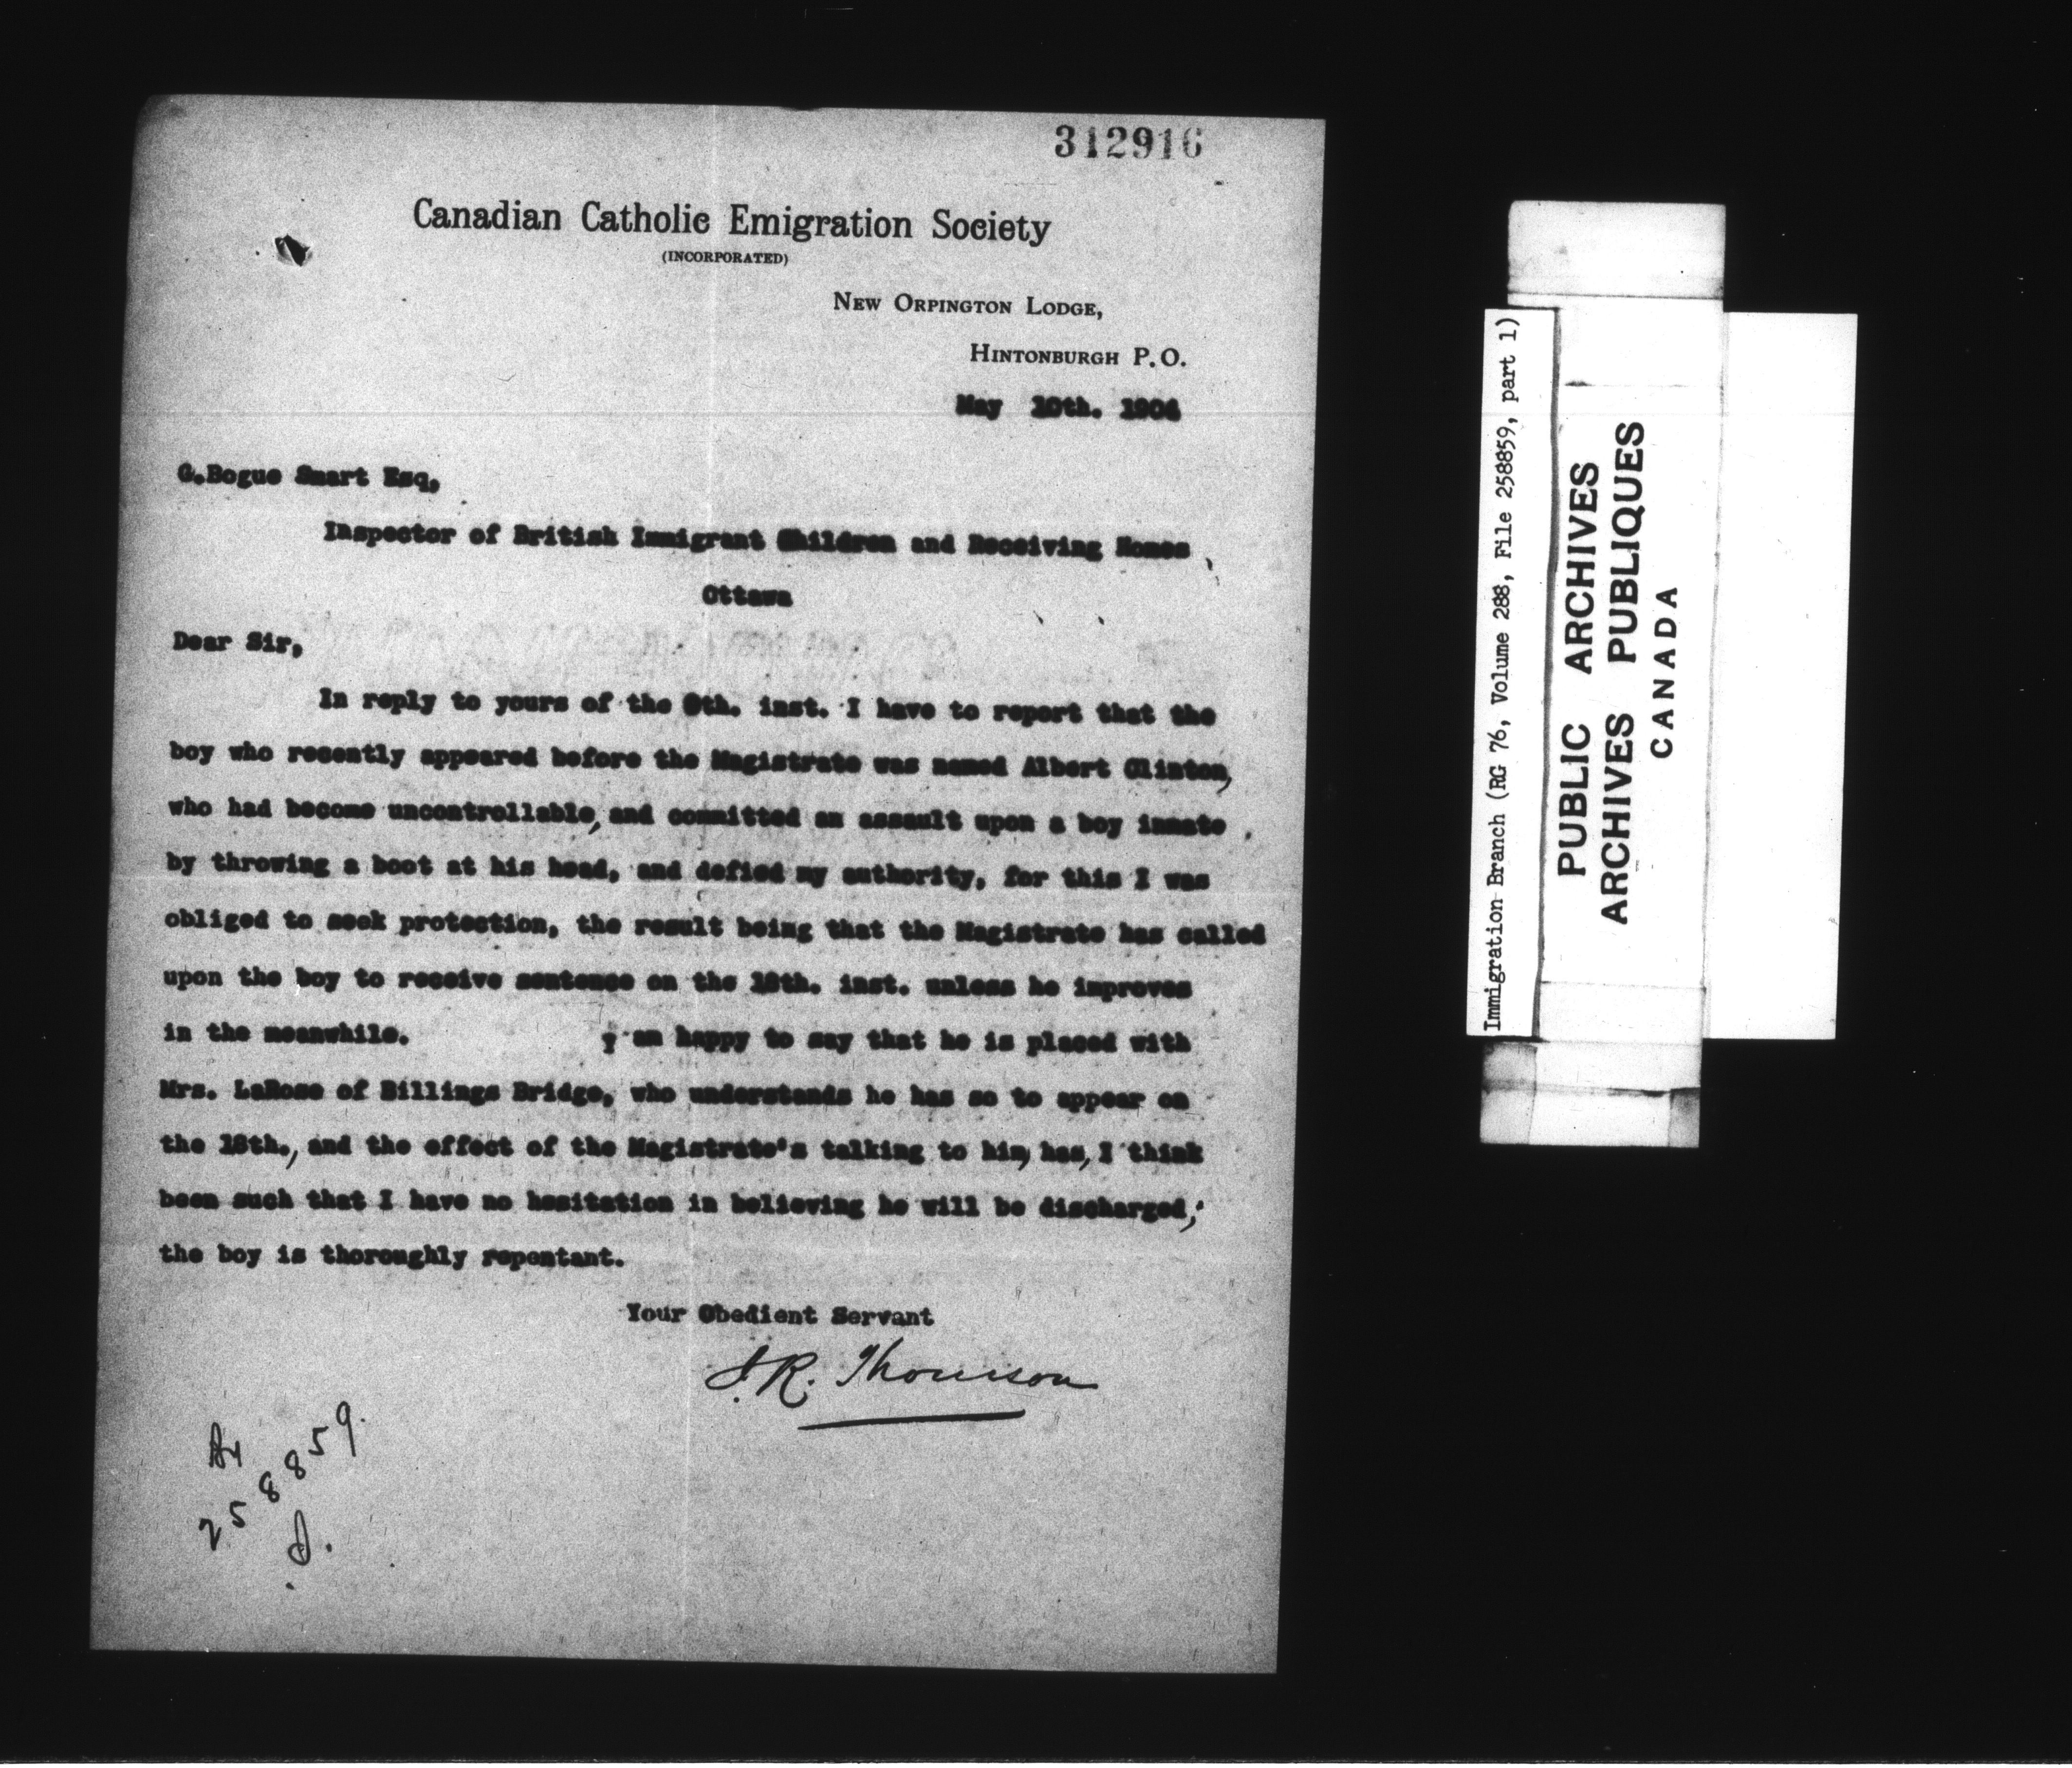 312916
Canadian Catholic Emigration Society
(INCORPORATED)
NEW ORPINGTON LODGE,
HINTONBURGH P.O.
May 10th. 1904
G.Bogue Smart Esq,
Inspector of British Immigrant Children and Receiving Homes,
Ottawa
Dear Sir,
In reply to yours of the 9th. inst. I have to report that the
boy who recently appeared before the Magistrate was named Albert Clinton,
who had become uncontrollable, and committed an assault upon a boy inmate
by throwing a boot at his head, and defied my authority, for this I was
obliged to seek protection, the result being that the Magistrate has called
upon the boy to receive sentence on the 18th. inst. unless he improves
in the meanwhile. I am happy to say that he is placed with
Mrs. LaRose of Billings Bridge, who understands he has so to appear on
the 18th., and the effect of the Magistrate's talking to him, has, I think
been such that I have no hesitation in believing he will be discharged,
the boy is thoroughly repentant.
Your Obedient Servant
J.R. Thomson
258859.
Immigration Branch (RG 76, Volume 288, File 258859, part 1)
PUBLIC ARCHIVES
ARCHIVES PUBLIQUES
CANADA